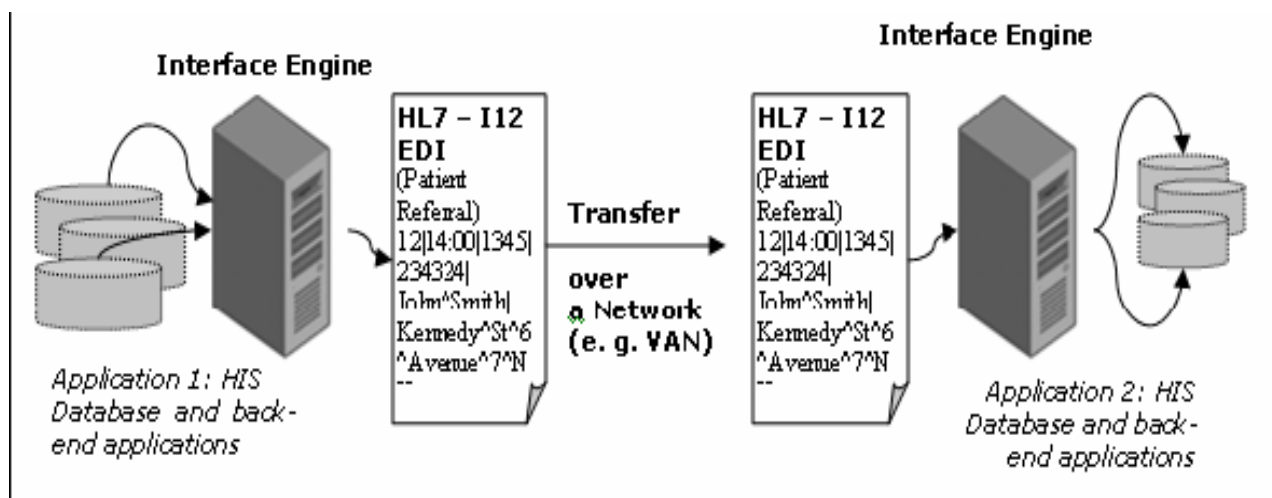 Interface Engine
HL7 – I12
EDI
(Patient
Referral)
12|14:00|1345|
234324|
John^Smith|
Kennedy^St^6
^Avenue^7^N
--
Application 1: HIS
Database and back-
end applications
Transfer
over
a Network
(e. g. VAN)
Interface Engine
HL7 – I12
EDI
(Patient
Referral)
12|14:00|1345|
234324|
John^Smith|
Kennedy^St^6
^Avenue^7^N
--
Application 2: HIS
Database and back-
end applications